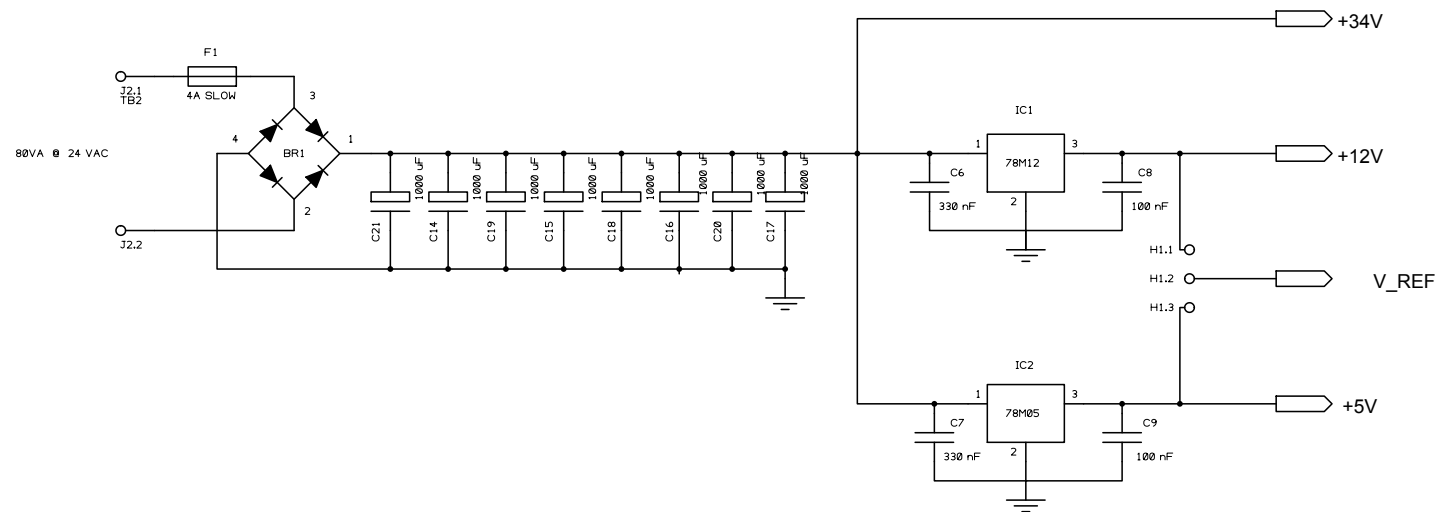 +34V
F1
J2.1
TB2
4A SLOW
3
IC1
80VA @ 24 VAC
4
BR1
1
1
78M12
3
+12V
1000 uF
1000 uF
1000 uF
1000 uF
1000 uF
1000 uF
1000 uF
1000 uF
C6
C8
330 nF
2
100 nF
2
C21
C14
C19
C15
C18
C16
C20
C17
J2.2
H1.1
H1.2
V_REF
H1.3
IC2
1
78M05
3
+5V
C7
C9
330 nF
2
100 nF